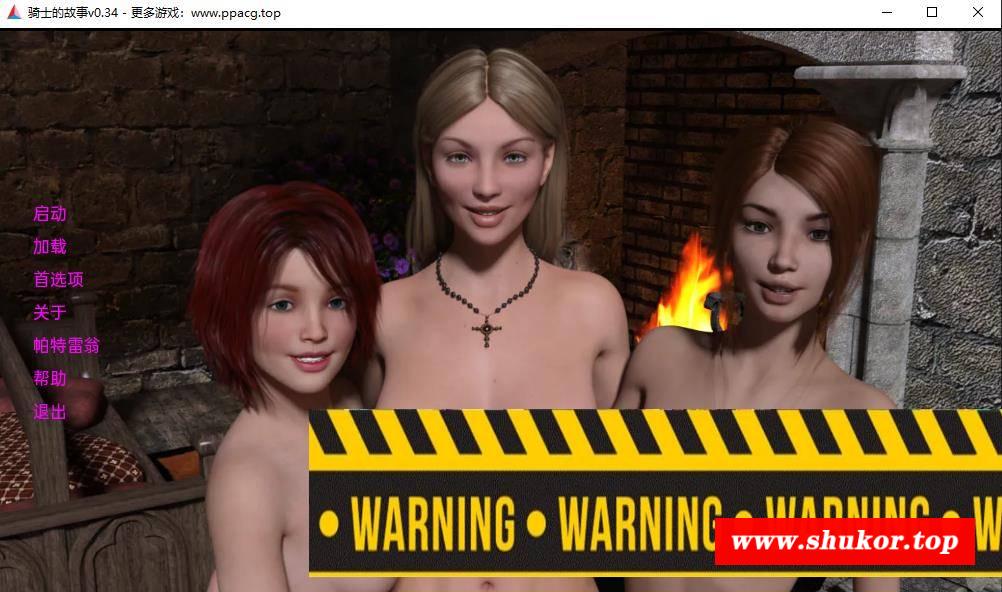 骑士的故事v0.34 - 更多游戏：www.ppacg.top
启动
加载
首选项
关于
帕特雷翁
帮助
退出
WARNING WARNING WARNING W
www.shukor.top